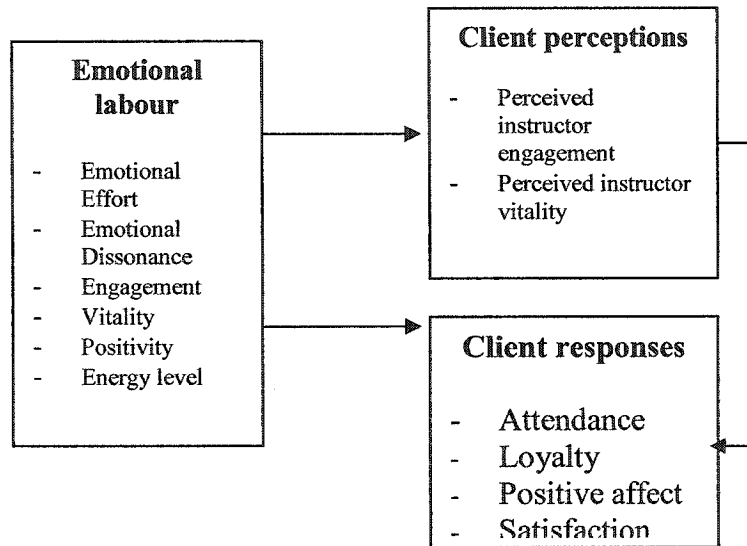 Emotional
labour
- Emotional
Effort
- Emotional
Dissonance
- Engagement
- Vitality
- Positivity
- Energy level
Client perceptions
- Perceived
instructor
engagement
- Perceived instructor
vitality
Client responses
- Attendance
- Loyalty
- Positive affect
- Satisfaction